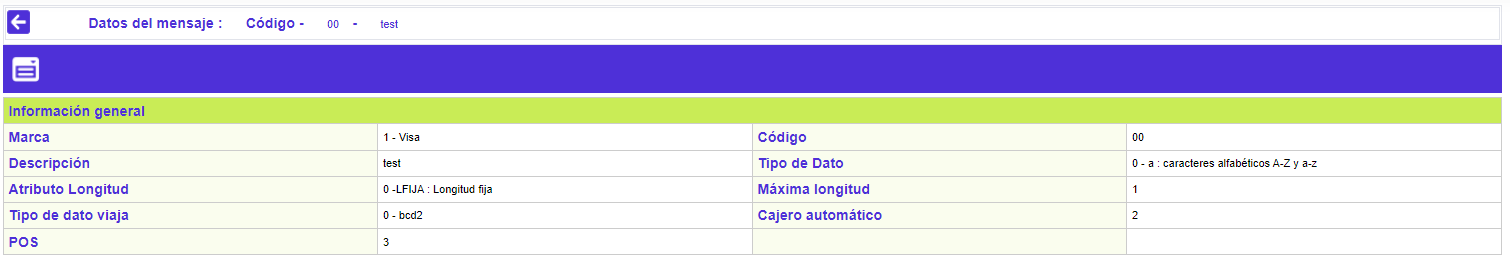 Datos del mensaje : Código - 00 - test
Información general
Marca 1 - Visa Código 00
Descripción test Tipo de Dato 0 - a : caracteres alfabéticos A-Z y a-z
Atributo Longitud 0 -LFIJA : Longitud fija Máxima longitud 1
Tipo de dato viaja 0 - bcd2 Cajero automático 2
POS 3